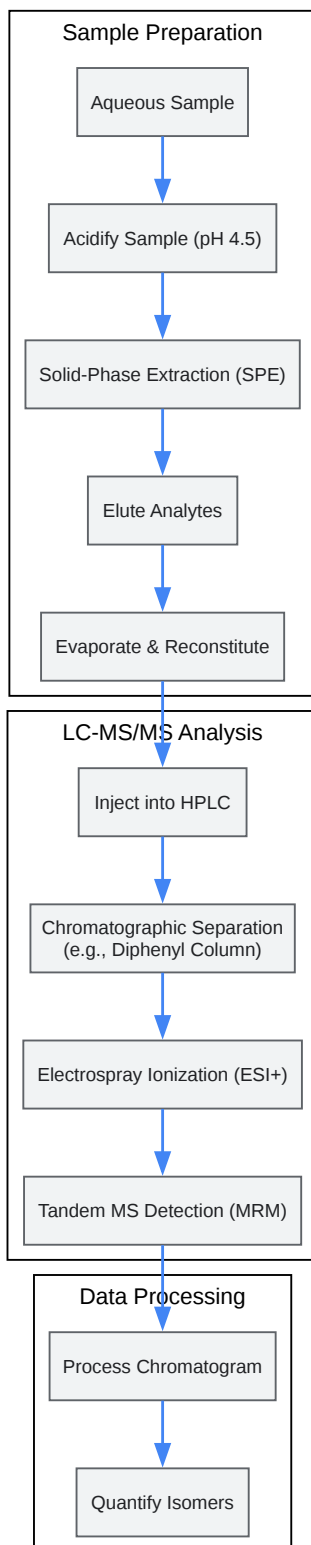 Sample Preparation
Aqueous Sample
Acidify Sample (pH 4.5)
Solid-Phase Extraction (SPE)
Elute Analytes
Evaporate & Reconstitute
LC-MS/MS Analysis
Inject into HPLC
Chromatographic Separation
(e.g., Diphenyl Column)
Electrospray Ionization (ESI+)
Tandem MS Detection (MRM)
Data Processing
Process Chromatogram
Quantify Isomers